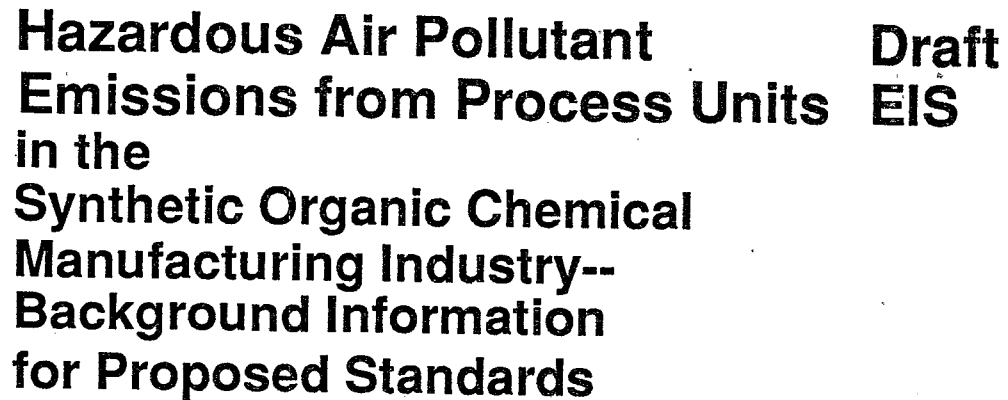 Hazardous Air Pollutant Draft
Emissions from Process Units EIS
in the
Synthetic Organic Chemical
Manufacturing Industry--
Background Information
for Proposed Standards